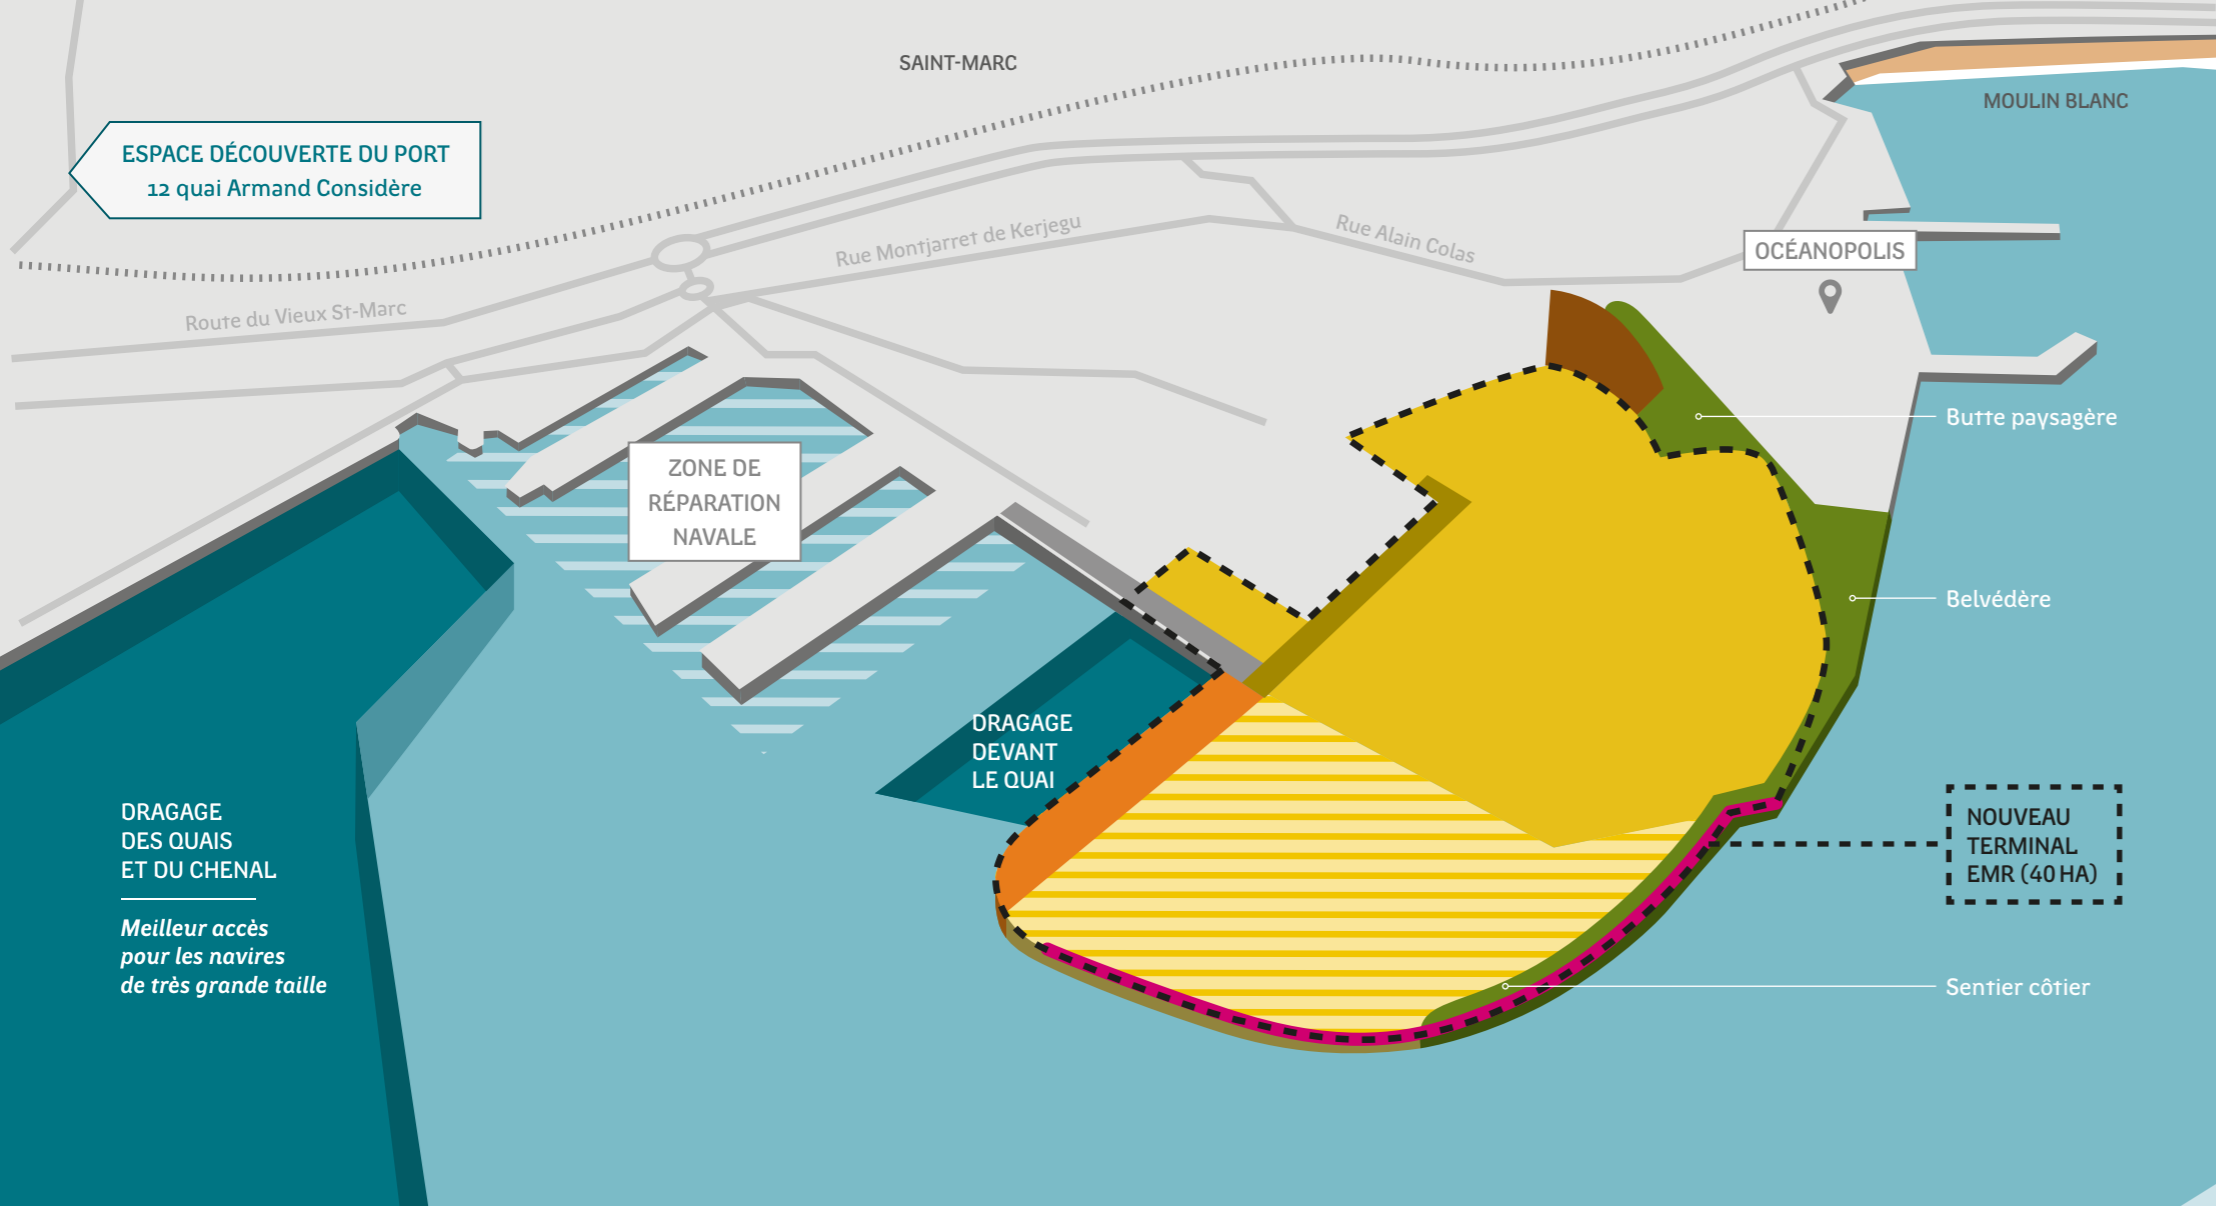 SAINT-MARC
MOULIN BLANC
ESPACE DÉCOUVERTE DU PORT
12 quai Armand Considère
Rue Montjarret de Kerjegu
Rue Alain Colas
OCÉANOPOLIS
Route du Vieux St-Marc
Butte paysagère
ZONE DE
RÉPARATION
NAVALE
Belvédère
DRAGAGE
DEVANT
LE QUAI
DRAGAGE
DES QUAIS
ET DU CHENAL
Meilleur accès
pour les navires
de très grande taille
NOUVEAU
TERMINAL
EMR (40 HA)
Sentier côtier